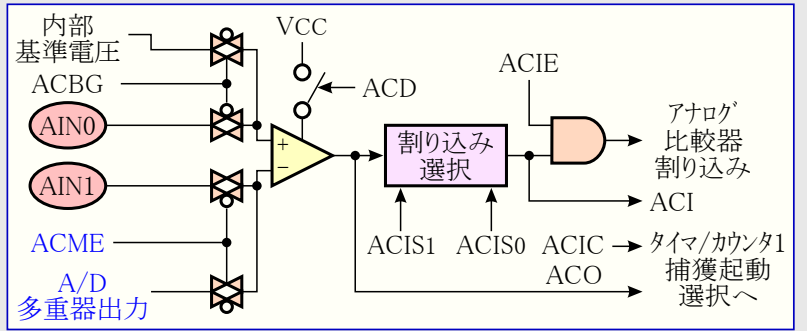 内部
基準電圧
ACBG
AIN0
AIN1
ACME
A/D
多重器出力
VCC
ACD
+
−
割り込み
選択
ACIS1
ACIS0
ACIE
アナログ
比較器
割り込み
ACI
ACIC
タイマ/カウンタ1
ACO
捕獲起動
選択へ